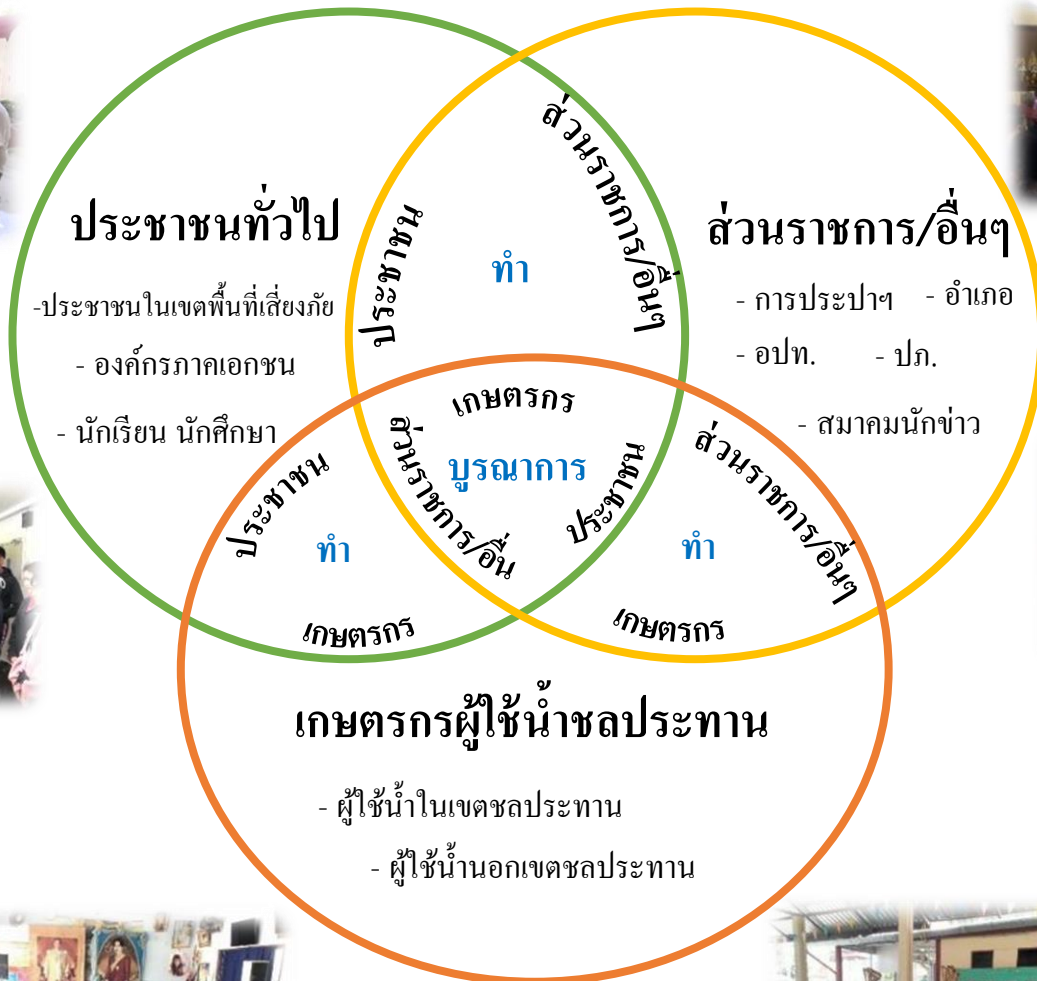 ส่วนราชการ/อื่นๆ
ประชาชน
ทำ
ประชาชนทั่วไป
-ประชาชนในเขตพื้นที่เสี่ยงภัย
- องค์กรภาคเอกชน
- นักเรียน นักศึกษา
ส่วนราชการ/อื่นๆ
- การประปาฯ - อำเภอ
- อปท. - ปภ.
- สมาคมนักข่าว
เกษตรกร
ส่วนราชการ/อื่น
บูรณาการ
ประชาชน
ประชาชน
ทำ
เกษตรกร
ส่วนราชการ/อื่นๆ
ทำ
เกษตรกร
เกษตรกรผู้ใช้น้ำชลประทาน
- ผู้ใช้น้ำในเขตชลประทาน
- ผู้ใช้น้ำนอกเขตชลประทาน